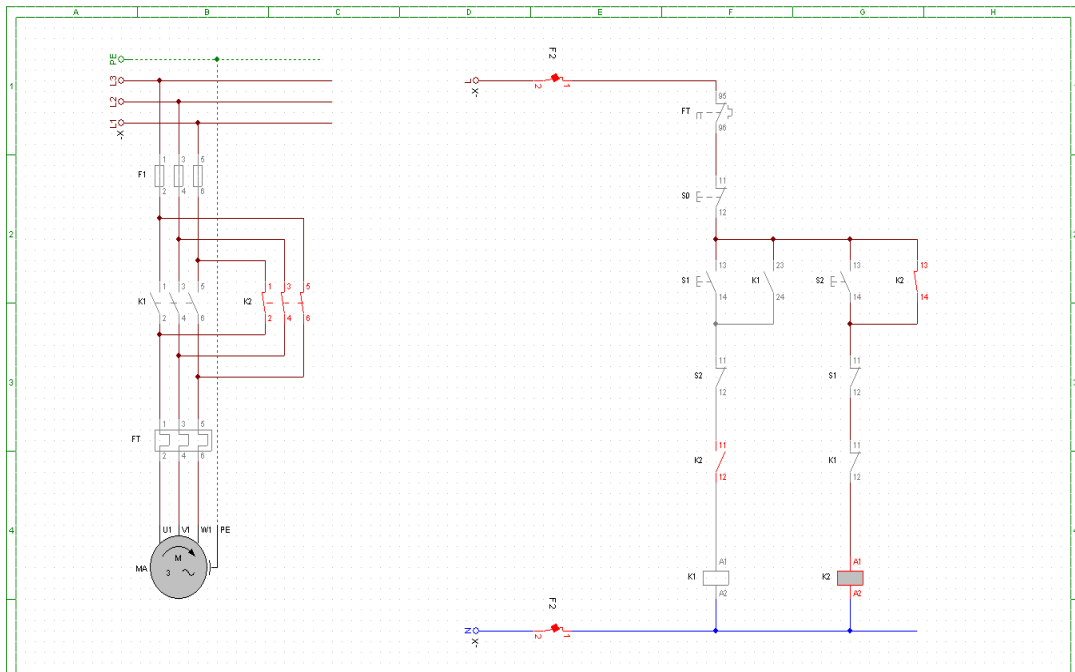 A B C D E F G H
PE
L3
L2
L1
-X-
L
-X-
F2
2 1
1
95
FT
96
1 3 5
F1
2 4 6
11
S0
12
2
2
13 23 13 13
S1 K1 S2 K2
14 24 14 14
1 3 5 1 3 5
K1 K2
2 4 6 2 4 6
3
11 11
S2 S1
12 12
1 3 5
FT
2 4 6
11 11
K2 K1
12 12
4
U1 V1 W1 PE
MA
M
3
A1 A1
K1 K2
A2 A2
F2
N
-X-
2 1